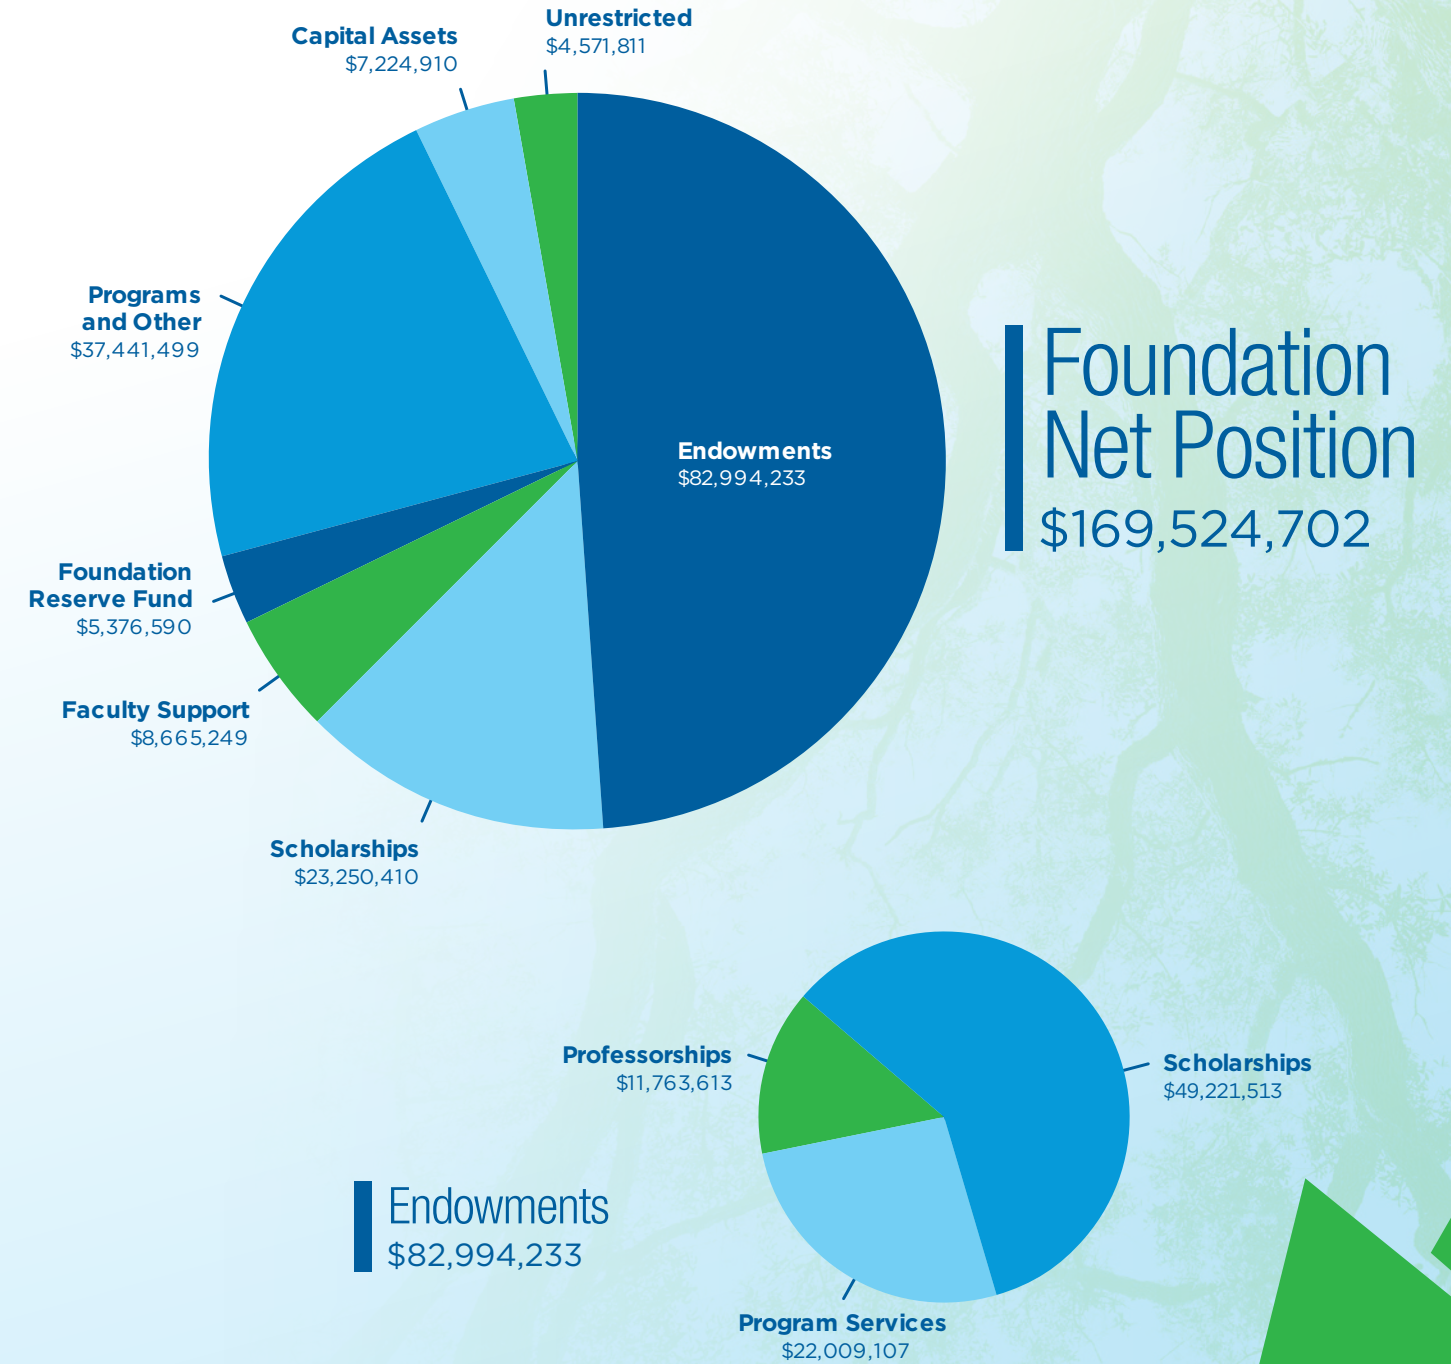 Unrestricted
$4,571,811
Capital Assets
$7,224,910
Programs
and Other
$37,441,499
Endowments
$82,994,233
Foundation
Net Position
$169,524,702
Foundation
Reserve Fund
$5,376,590
Faculty Support
$8,665,249
Scholarships
$23,250,410
Professorships
$11,763,613
Scholarships
$49,221,513
Endowments
$82,994,233
Program Services
$22,009,107